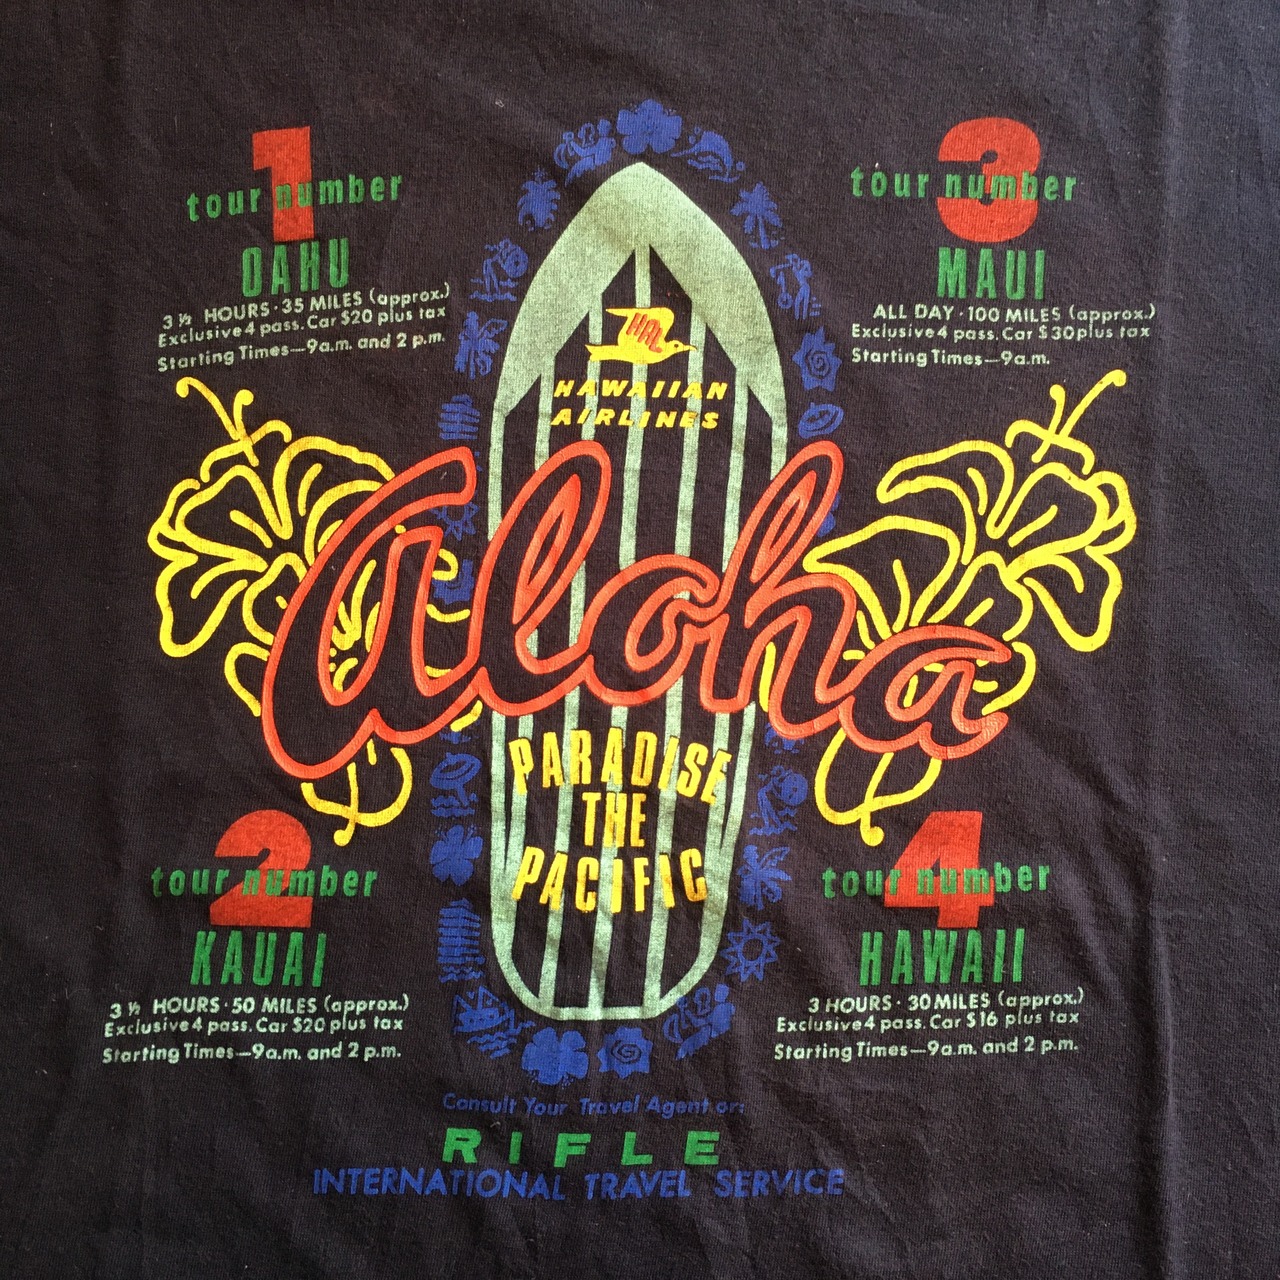 1
tour number
OAHU
3 ½ HOURS · 35 MILES (approx.)
Exclusive 4 pass. Car $20 plus tax
Starting Times—9a.m. and 2 p.m.
3
tour number
MAUI
ALL DAY · 100 MILES (approx.)
Exclusive 4 pass. Car $30 plus tax
Starting Times—9a.m.
HAL
HAWAIIAN
AIRLINES
Aloha
PARADISE
THE
PACIFIC
2
tour number
KAUAI
3 ½ HOURS · 50 MILES (approx.)
Exclusive 4 pass. Car $20 plus tax
Starting Times—9a.m. and 2 p.m.
4
tour number
HAWAII
3 HOURS · 30 MILES (approx.)
Exclusive 4 pass. Car $16 plus tax
Starting Times—9a.m. and 2 p.m.
Consult Your Travel Agent or:
RIFLE
INTERNATIONAL TRAVEL SERVICE